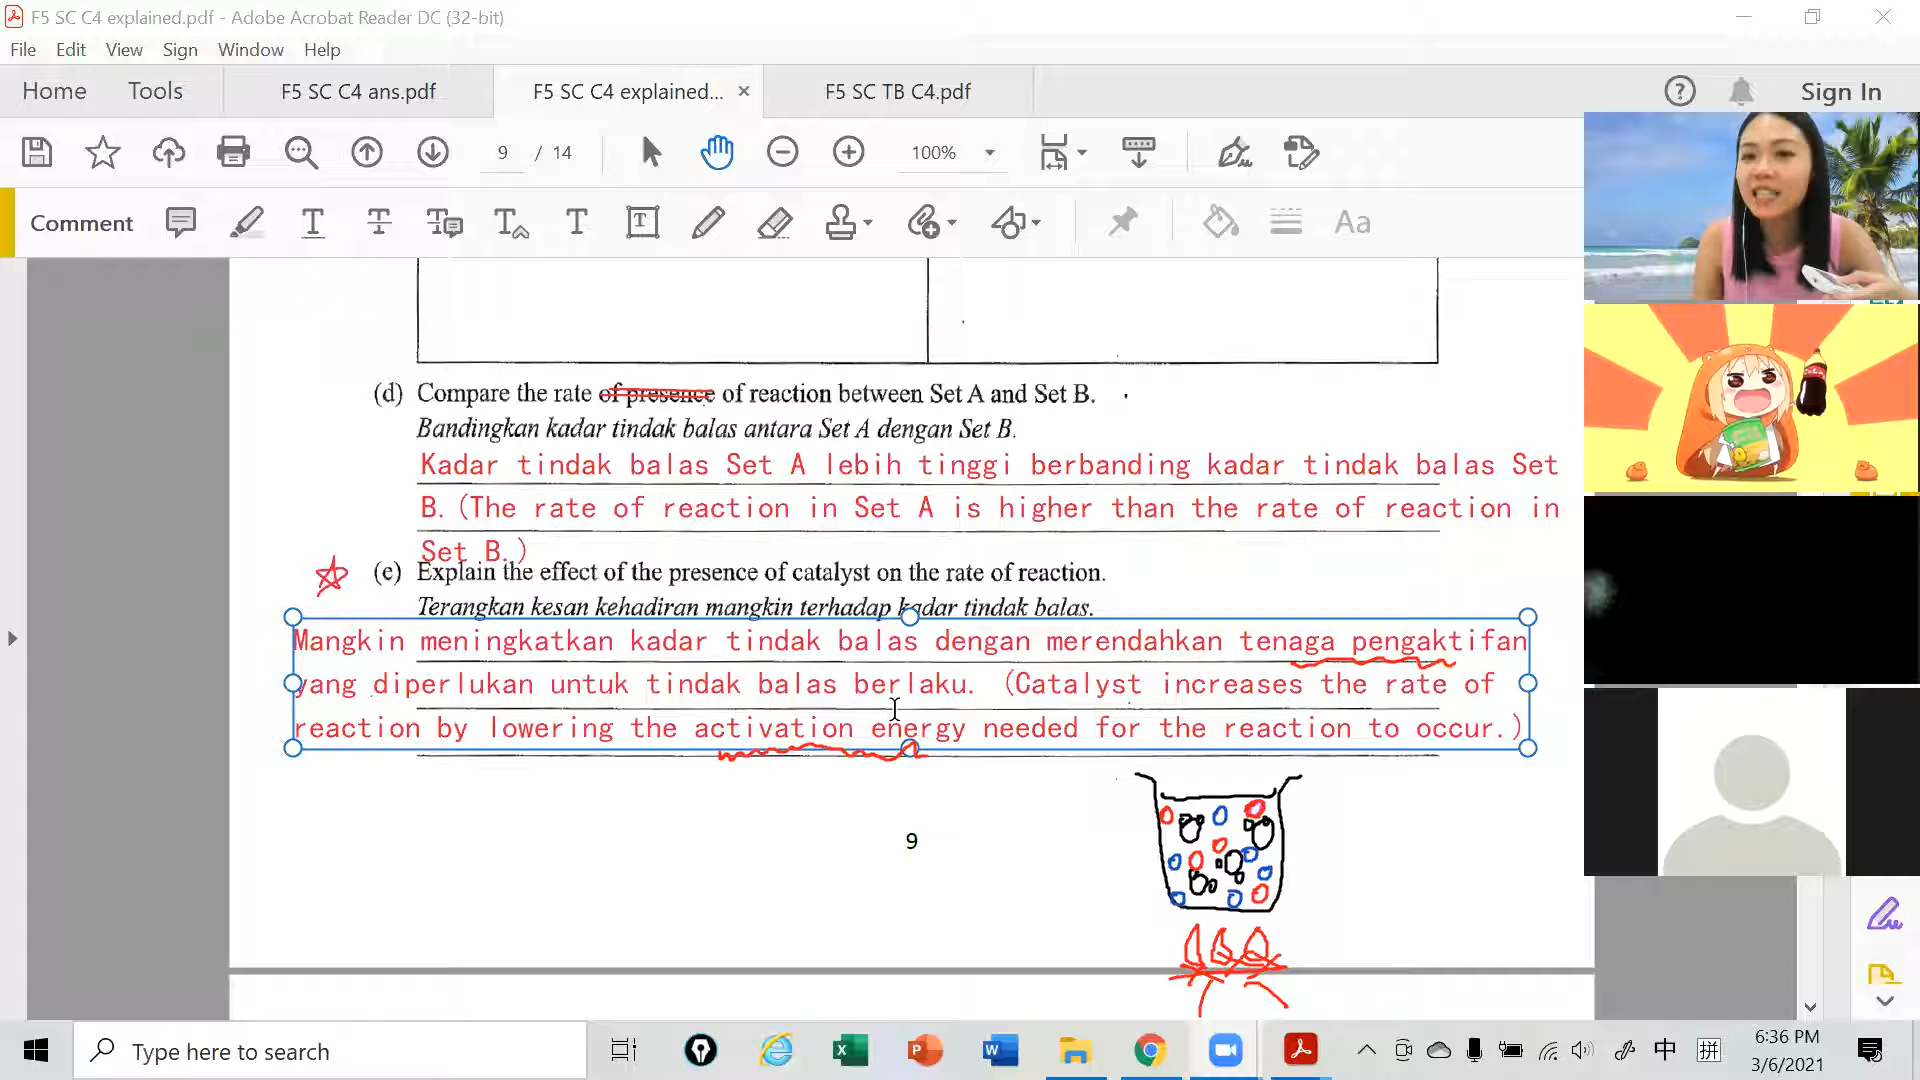 F5 SC C4 explained.pdf - Adobe Acrobat Reader DC (32-bit)
File Edit View Sign Window Help
Home Tools F5 SC C4 ans.pdf F5 SC C4 explained... × F5 SC TB C4.pdf ? Sign In
9 / 14 100%
Comment T T T T T T Aa
(d) Compare the rate of presence of reaction between Set A and Set B.
Bandingkan kadar tindak balas antara Set A dengan Set B.
Kadar tindak balas Set A lebih tinggi berbanding kadar tindak balas Set
B. (The rate of reaction in Set A is higher than the rate of reaction in
Set B.)
(e) Explain the effect of the presence of catalyst on the rate of reaction.
Terangkan kesan kehadiran mangkin terhadap kadar tindak balas.
Mangkin meningkatkan kadar tindak balas dengan merendahkan tenaga pengaktifan
yang diperlukan untuk tindak balas berlaku. (Catalyst increases the rate of
reaction by lowering the activation energy needed for the reaction to occur.)
9
Type here to search
中 拼 6:36 PM
3/6/2021